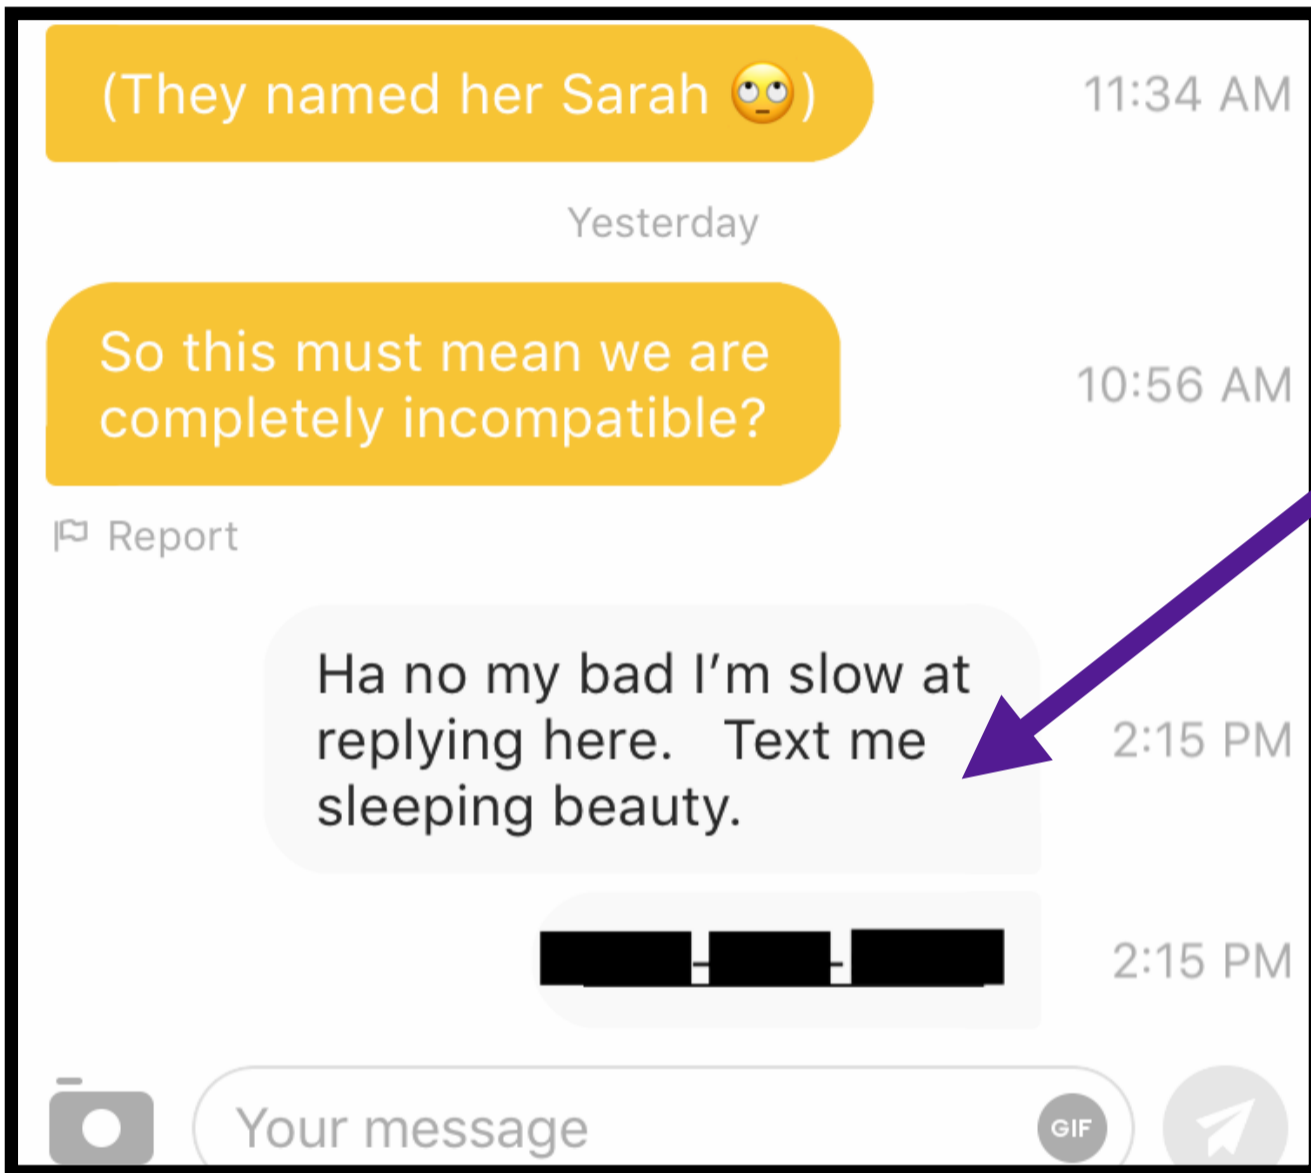 (They named her Sarah 🙄)
11:34 AM
Yesterday
So this must mean we are
completely incompatible?
10:56 AM
Report
Ha no my bad I’m slow at
replying here.   Text me
sleeping beauty.
2:15 PM
2:15 PM
Your message
GIF